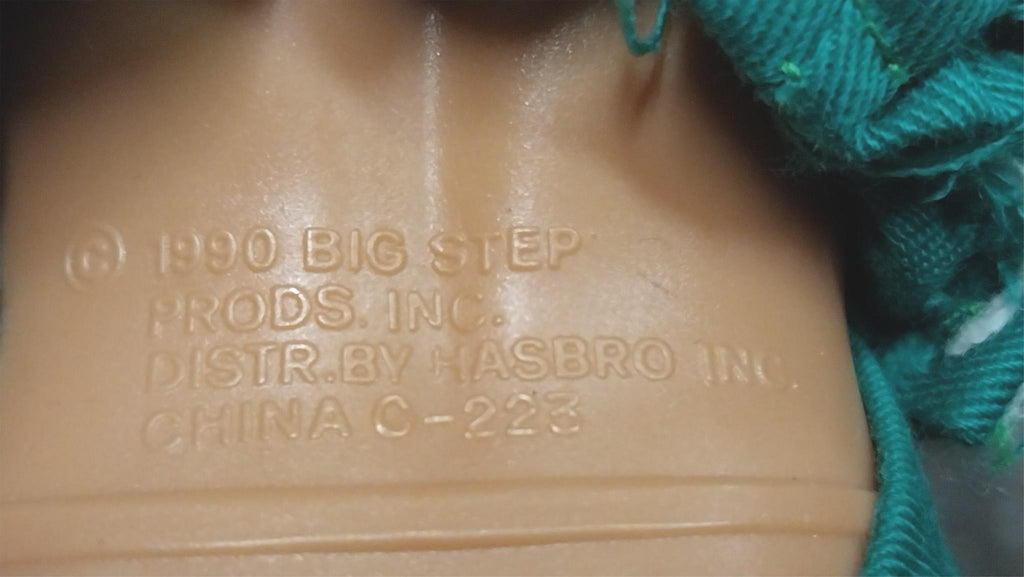 © 1990 BIG STEP
PRODS. INC.
DISTR.BY HASBRO INC.
CHINA C-223